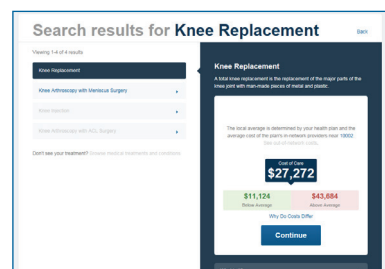 Search results for Knee Replacement
Back
Viewing 1-4 of 4 results
Knee Replacement
Knee Arthroscopy with Meniscus Surgery
Knee Injection
Knee Arthroscopy with ACL Surgery
Don't see your treatment? Browse medical treatments and conditions
Knee Replacement
A total knee replacement is the replacement of the major parts of the
knee joint with man-made pieces of metal and plastic.
The local average is determined by your health plan and the
average cost of the plan's in-network providers near 10002
Cost of Care
$27,272
$11,124
Below Average
$43,684
Above Average
Why Do Costs Differ
Continue